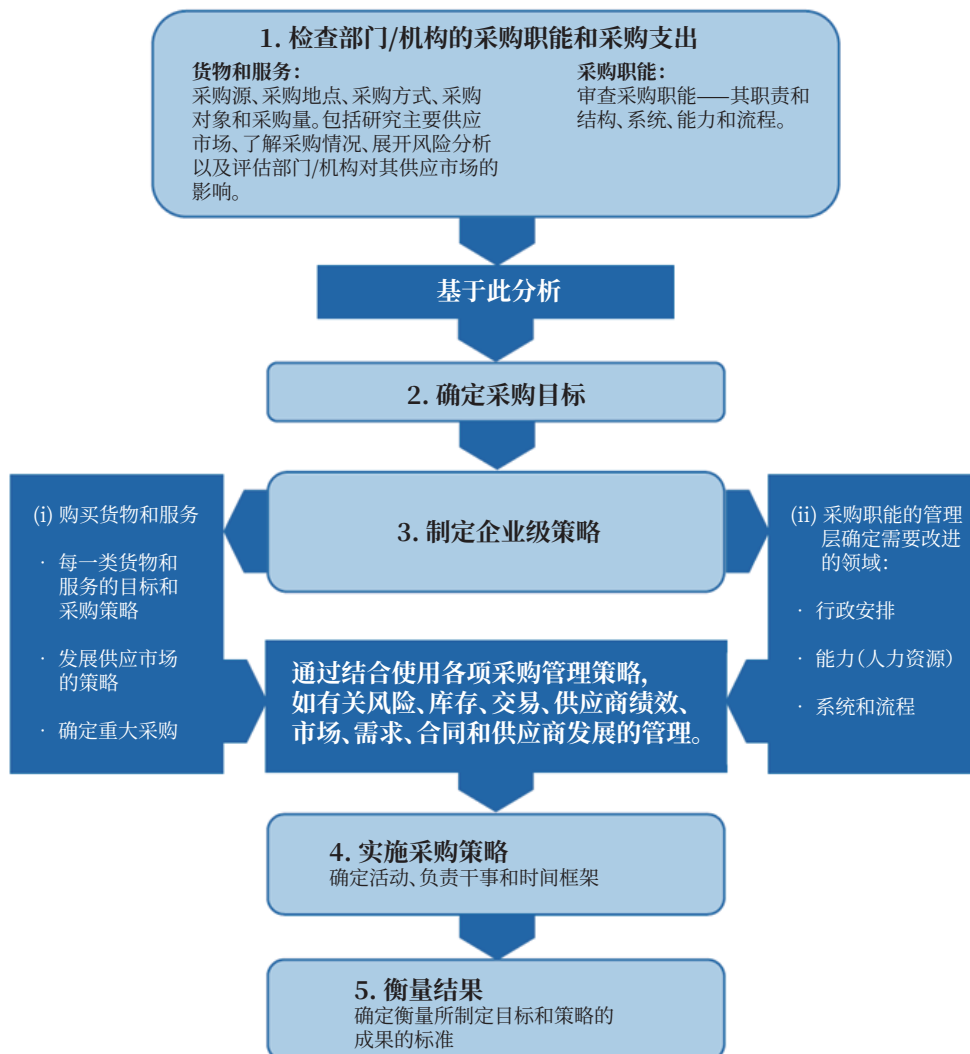 1. 检查部门/机构的采购职能和采购支出
货物和服务：
采购源、采购地点、采购方式、采购
对象和采购量。包括研究主要供应
市场、了解采购情况、展开风险分析
以及评估部门/机构对其供应市场的
影响。
采购职能：
审查采购职能——其职责和
结构、系统、能力和流程。
基于此分析
2. 确定采购目标
3. 制定企业级策略
(i) 购买货物和服务
· 每一类货物和
服务的目标和
采购策略
· 发展供应市场
的策略
· 确定重大采购
(ii) 采购职能的管理
层确定需要改进
的领域：
· 行政安排
· 能力（人力资源）
· 系统和流程
通过结合使用各项采购管理策略，
如有关风险、库存、交易、供应商绩效、
市场、需求、合同和供应商发展的管理。
4. 实施采购策略
确定活动、负责干事和时间框架
5. 衡量结果
确定衡量所制定目标和策略的
成果的标准